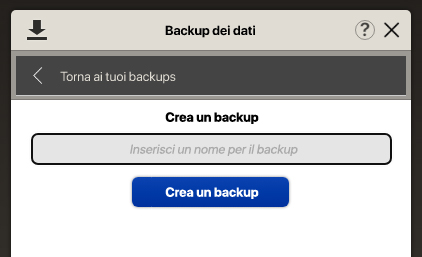 Backup dei dati
?
Torna ai tuoi backups
Crea un backup
Inserisci un nome per il backup
Crea un backup